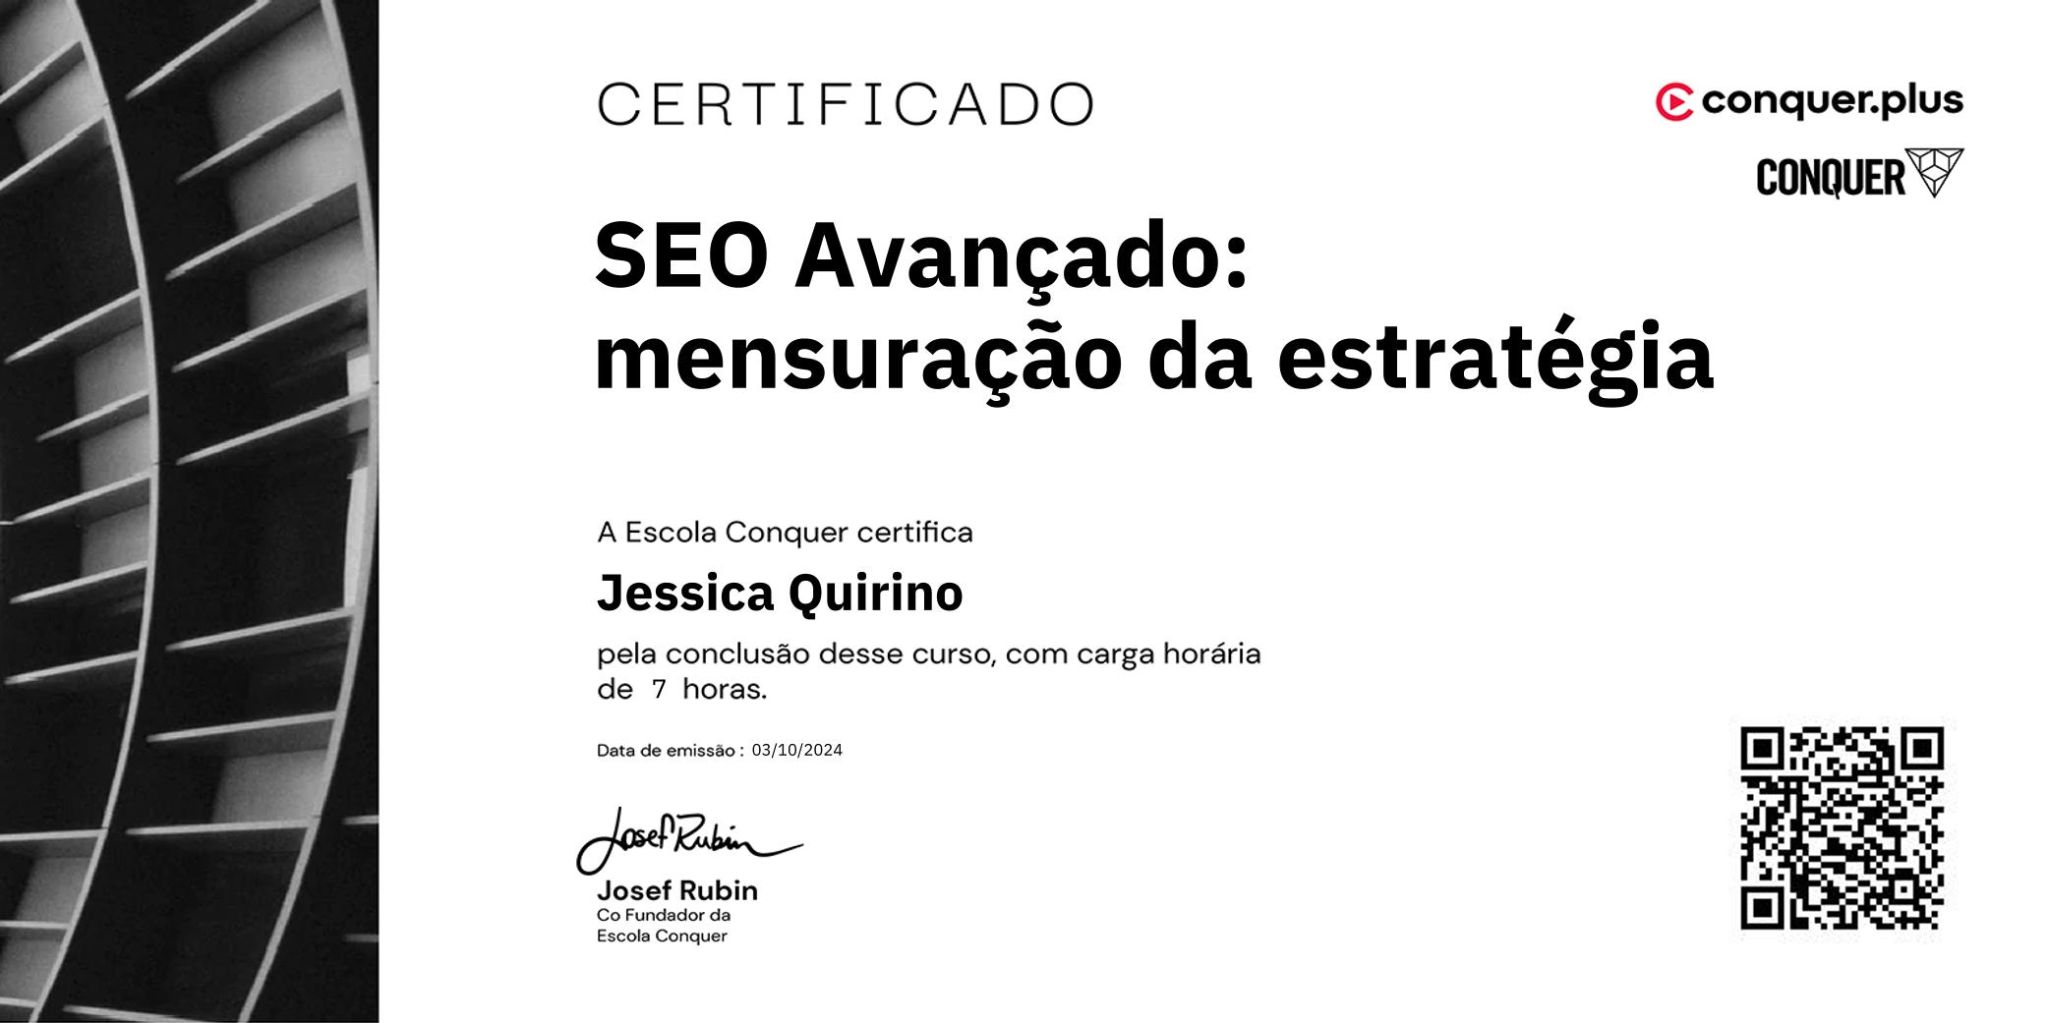 CERTIFICADO
conquer.plus
CONQUER
SEO Avançado:
mensuração da estratégia
A Escola Conquer certifica
Jessica Quirino
pela conclusão desse curso, com carga horária
de 7 horas.
Data de emissão : 03/10/2024
Josef Rubin
Josef Rubin
Co Fundador da
Escola Conquer